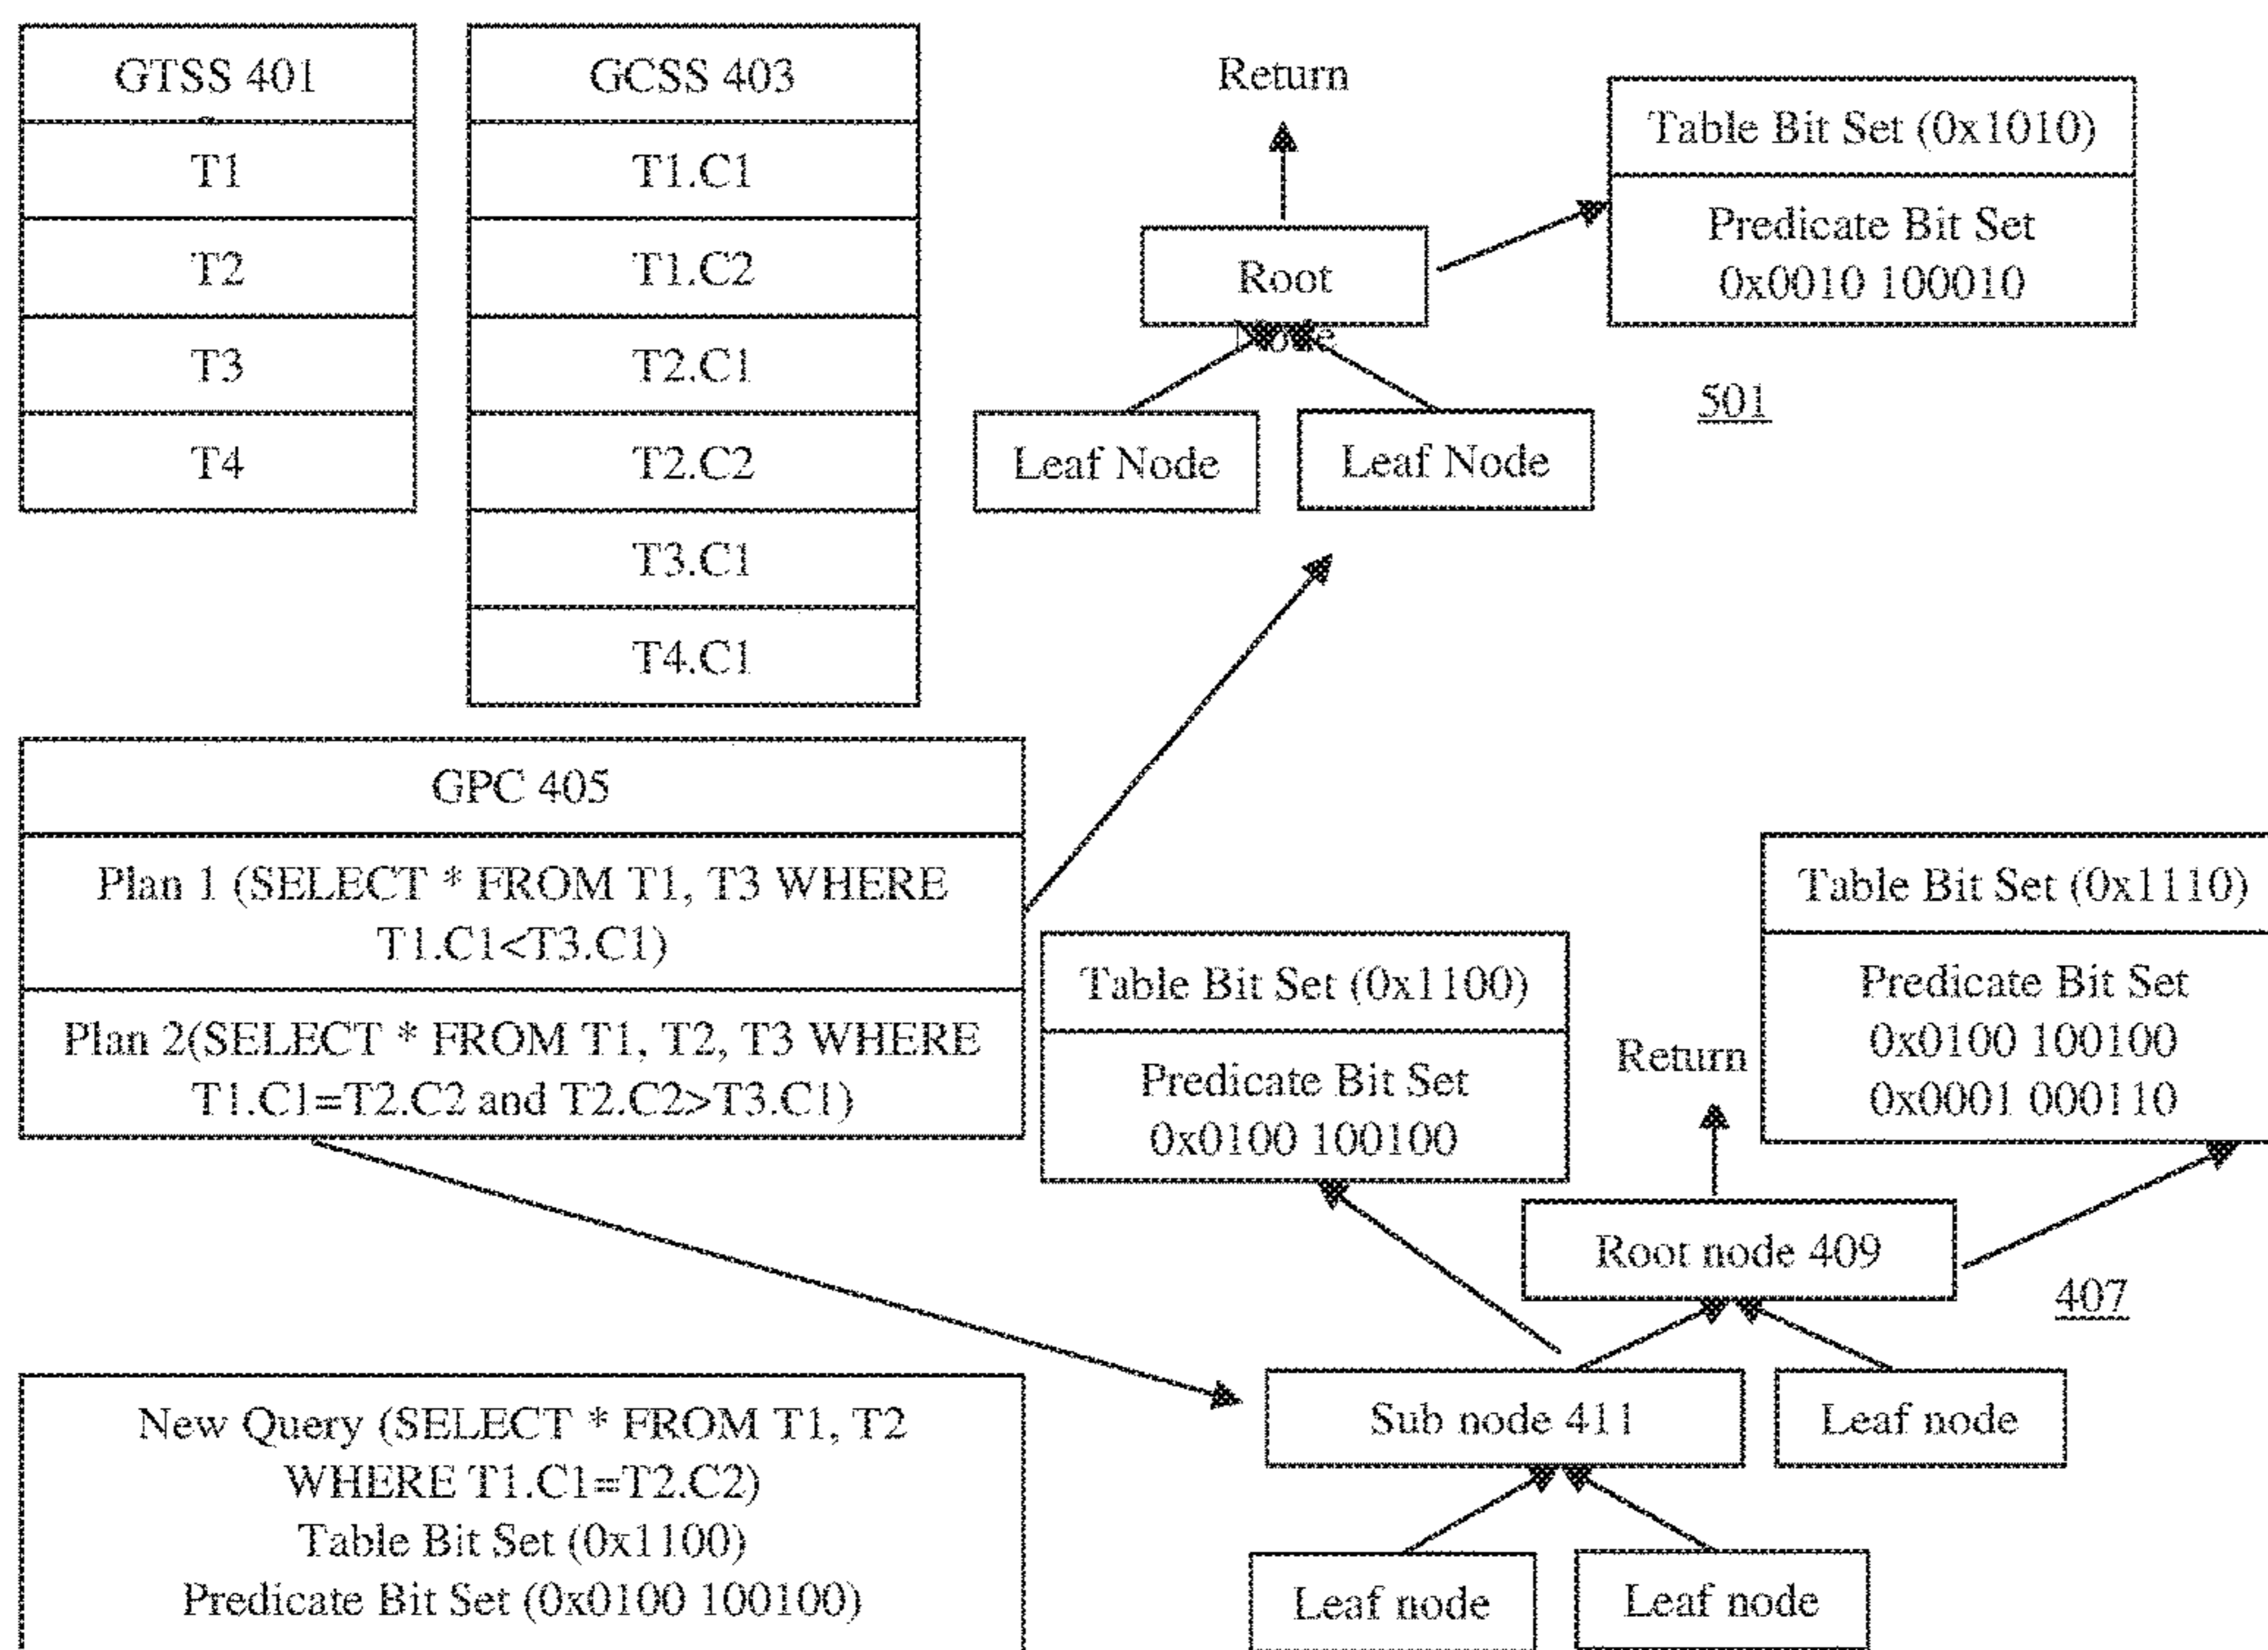 GTSS 401
T1
T2
T3
T4
GCSS 403
T1.C1
T1.C2
T2.C1
T2.C2
T3.C1
T4.C1
Return
Root
Node
Leaf Node
Leaf Node
Table Bit Set (0x1010)
Predicate Bit Set
0x0010 100010
501
GPC 405
Plan 1 (SELECT * FROM T1, T3 WHERE
T1.C1<T3.C1)
Plan 2(SELECT * FROM T1, T2, T3 WHERE
T1.C1=T2.C2 and T2.C2>T3.C1)
Table Bit Set (0x1100)
Predicate Bit Set
0x0100 100100
Return
Table Bit Set (0x1110)
Predicate Bit Set
0x0100 100100
0x0001 000110
Root node 409
407
Sub node 411
Leaf node
Leaf node
Leaf node
New Query (SELECT * FROM T1, T2
WHERE T1.C1=T2.C2)
Table Bit Set (0x1100)
Predicate Bit Set (0x0100 100100)